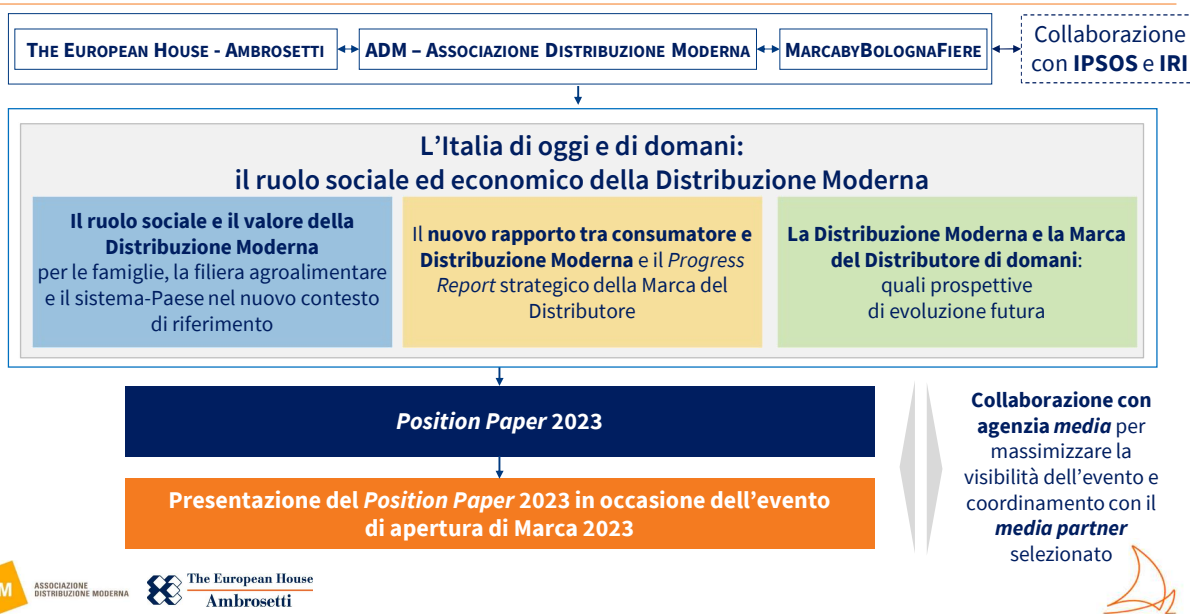 THE EUROPEAN HOUSE - AMBROSETTI
ADM – ASSOCIAZIONE DISTRIBUZIONE MODERNA
MARCABYBOLOGNAFIERE
Collaborazione
con IPSOS e IRI
L'Italia di oggi e di domani:
il ruolo sociale ed economico della Distribuzione Moderna
Il ruolo sociale e il valore della
Distribuzione Moderna
per le famiglie, la filiera agroalimentare
e il sistema-Paese nel nuovo contesto
di riferimento
Il nuovo rapporto tra consumatore e
Distribuzione Moderna e il Progress
Report strategico della Marca del
Distributore
La Distribuzione Moderna e la Marca
del Distributore di domani:
quali prospettive
di evoluzione futura
Position Paper 2023
Presentazione del Position Paper 2023 in occasione dell'evento
di apertura di Marca 2023
Collaborazione con
agenzia media per
massimizzare la
visibilità dell'evento e
coordinamento con il
media partner
selezionato
M
ASSOCIAZIONE
DISTRIBUZIONE MODERNA
The European House
Ambrosetti